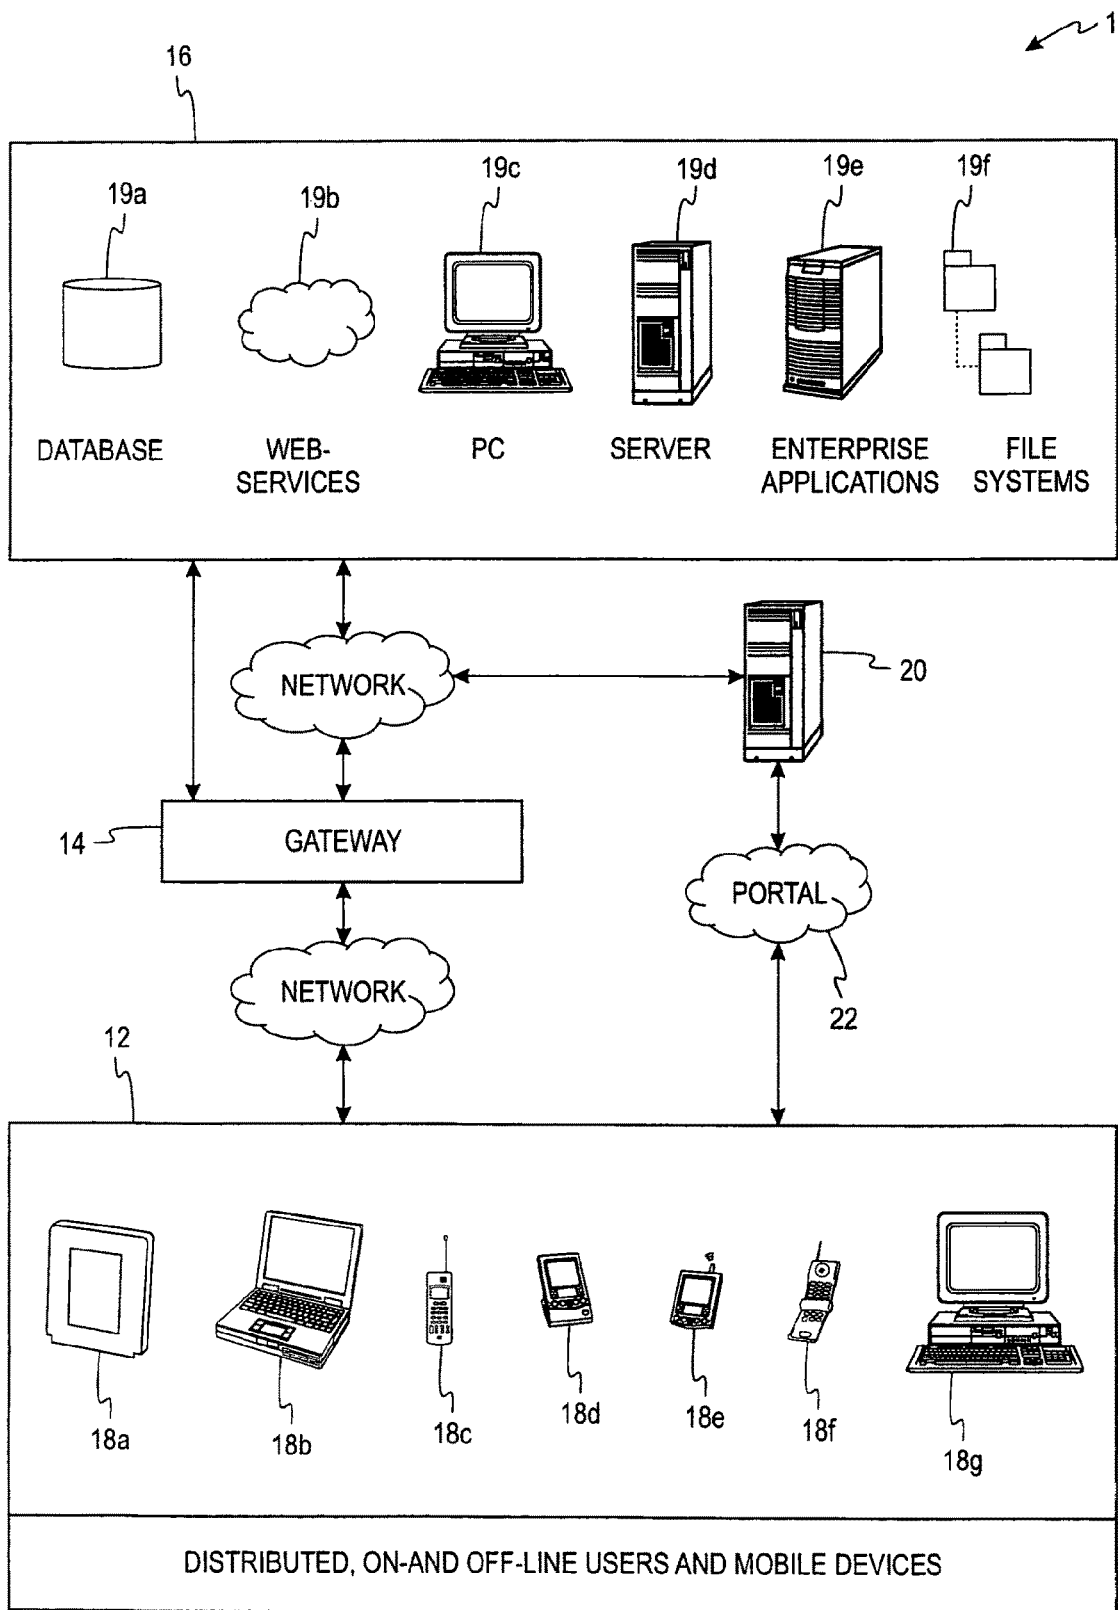 1
16
19a
19b
19c
19d
19e
19f
DATABASE
WEB-
SERVICES
PC
SERVER
ENTERPRISE
APPLICATIONS
FILE
SYSTEMS
NETWORK
20
14
GATEWAY
PORTAL
NETWORK
22
12
18a
18b
18c
18d
18e
18f
18g
DISTRIBUTED, ON-AND OFF-LINE USERS AND MOBILE DEVICES